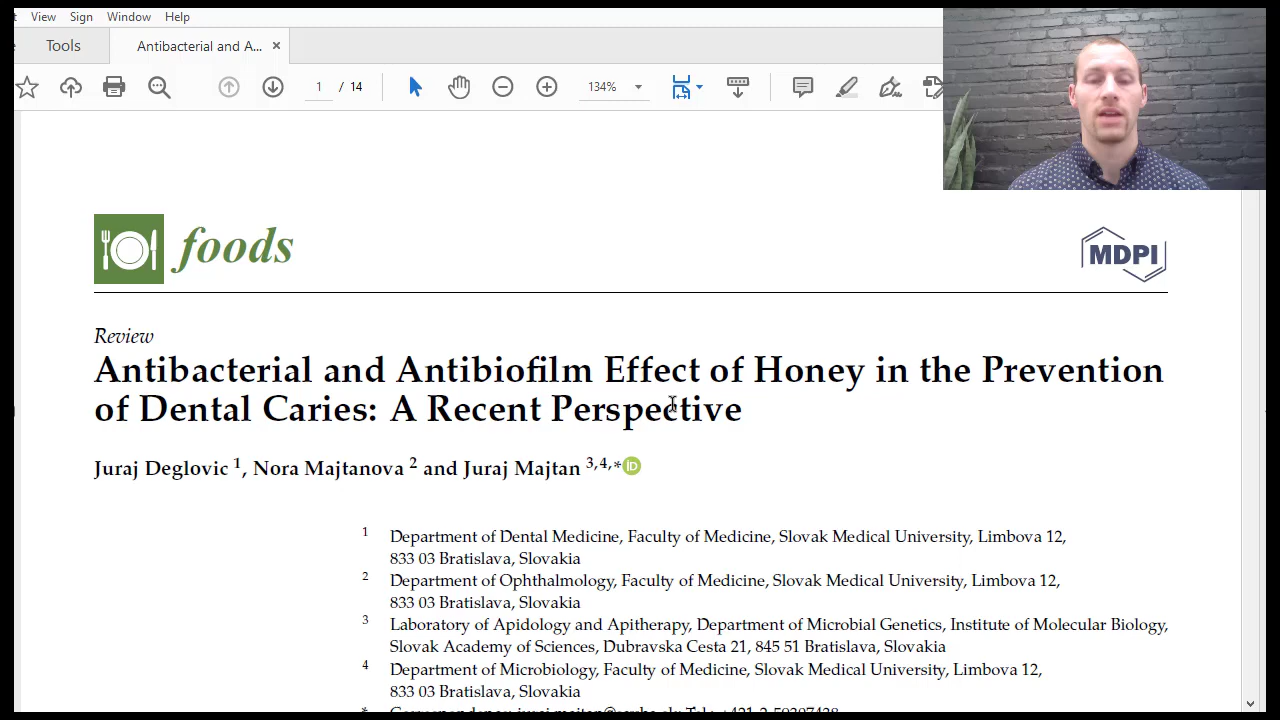 View Sign Window Help
Tools Antibacterial and A... ×
1 / 14 134%
foods
MDPI
Review
Antibacterial and Antibiofilm Effect of Honey in the Prevention
of Dental Caries: A Recent Perspective
Juraj Deglovic 1, Nora Majtanova 2 and Juraj Majtan 3,4,* iD
1 Department of Dental Medicine, Faculty of Medicine, Slovak Medical University, Limbova 12,
833 03 Bratislava, Slovakia
2 Department of Ophthalmology, Faculty of Medicine, Slovak Medical University, Limbova 12,
833 03 Bratislava, Slovakia
3 Laboratory of Apidology and Apitherapy, Department of Microbial Genetics, Institute of Molecular Biology,
Slovak Academy of Sciences, Dubravska Cesta 21, 845 51 Bratislava, Slovakia
4 Department of Microbiology, Faculty of Medicine, Slovak Medical University, Limbova 12,
833 03 Bratislava, Slovakia